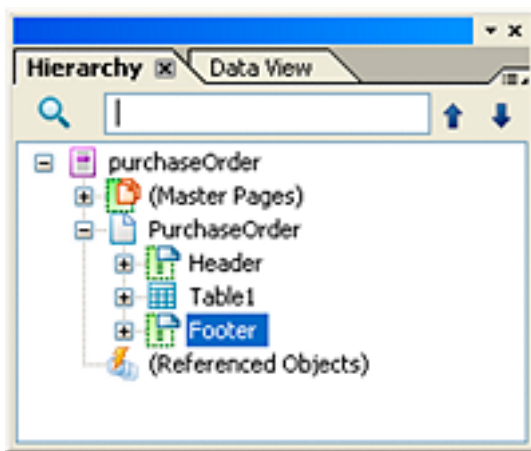 Hierarchy Data View
purchaseOrder
(Master Pages)
PurchaseOrder
Header
Table1
Footer
(Referenced Objects)